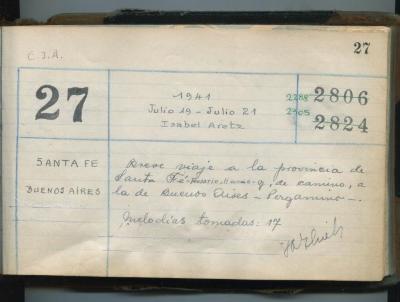 C.J.A.
27
27
1941
Julio 19 - Julio 21
Isabel Aretz
2288 2806
2305 2824
SANTA FE
BUENOS AIRES
Breve viaje a la provincia de
Santa Fé - Rosario, y, de camino, a
la de Buenos Aires - Pergamino -.
Melodías tomadas: 17